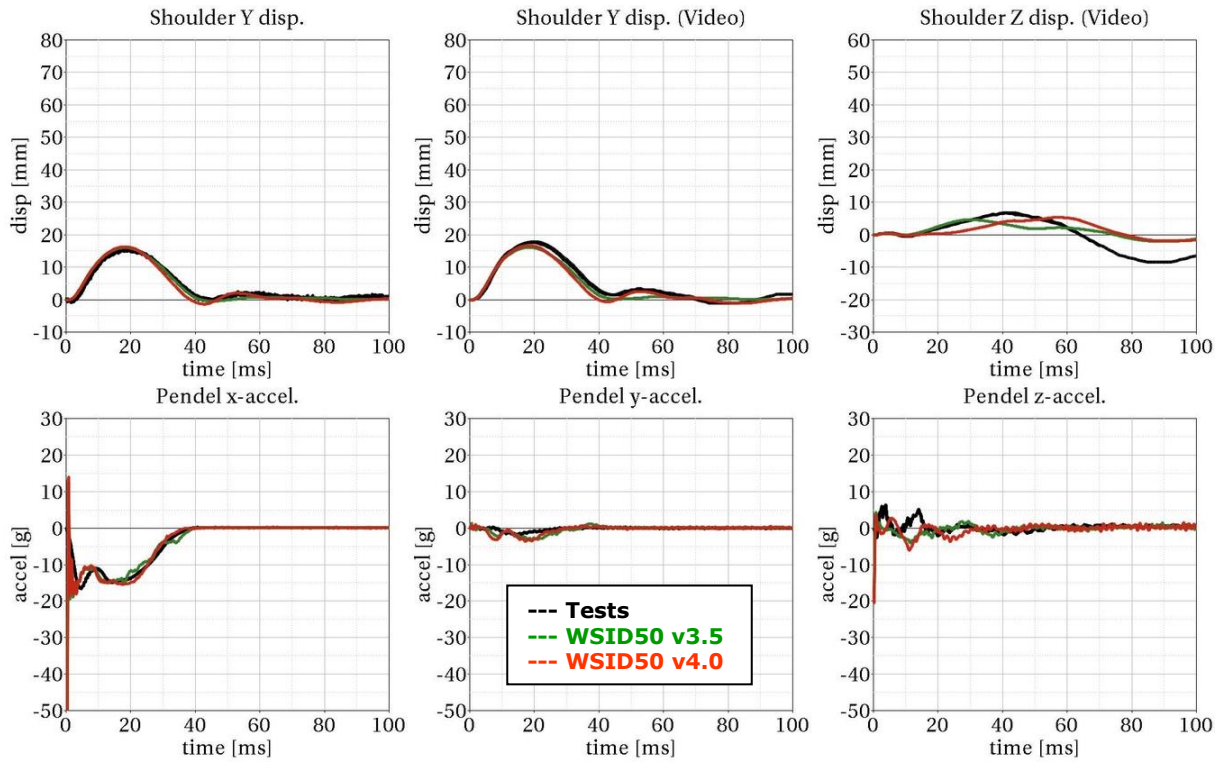 Shoulder Y disp.
Shoulder Y disp. (Video)
Shoulder Z disp. (Video)
80
70
60
50
40
30
20
10
0
-10
disp [mm]
0 20 40 60 80 100
time [ms]
80
70
60
50
40
30
20
10
0
-10
disp [mm]
0 20 40 60 80 100
time [ms]
60
50
40
30
20
10
0
-10
-20
-30
disp [mm]
0 20 40 60 80 100
time [ms]
Pendel x-accel.
Pendel y-accel.
Pendel z-accel.
30
20
10
0
-10
-20
-30
-40
-50
accel [g]
0 20 40 60 80 100
time [ms]
30
20
10
0
-10
-20
-30
-40
-50
accel [g]
0 20 40 60 80 100
time [ms]
30
20
10
0
-10
-20
-30
-40
-50
accel [g]
0 20 40 60 80 100
time [ms]
--- Tests
--- WSID50 v3.5
--- WSID50 v4.0